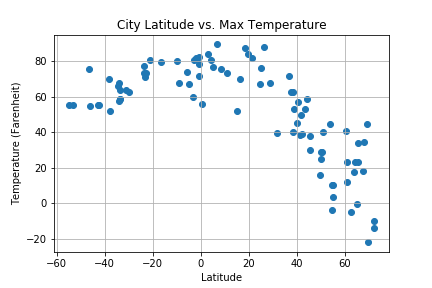 City Latitude vs. Max Temperature
80
60
40
20
0
−20
Temperature (Farenheit)
−60 −40 −20 0 20 40 60
Latitude